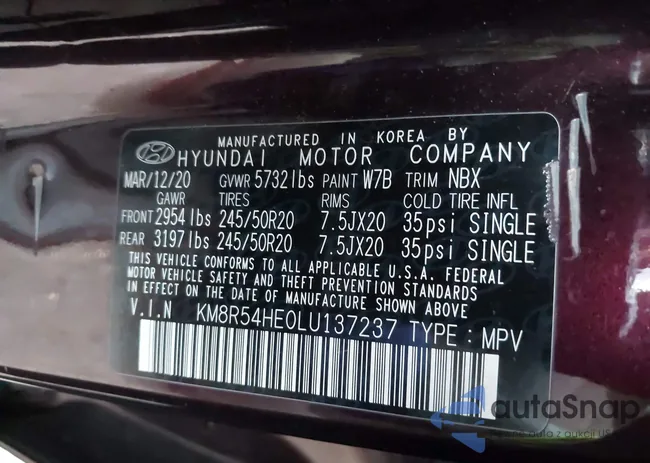 MANUFACTURED IN KOREA BY
HYUNDAI MOTOR COMPANY
MAR/12/20 GVWR 5732lbs PAINT W7B TRIM NBX
GAWR TIRES RIMS COLD TIRE INFL
FRONT 2954lbs 245/50R20 7.5JX20 35psi SINGLE
REAR 3197lbs 245/50R20 7.5JX20 35psi SINGLE
THIS VEHICLE CONFORMS TO ALL APPLICABLE U.S.A. FEDERAL
MOTOR VEHICLE SAFETY AND THEFT PREVENTION STANDARDS
IN EFFECT ON THE DATE OF MANUFACTURE SHOWN ABOVE
V.I.N KM8R54HE0LU137237 TYPE : MPV
autaSnap